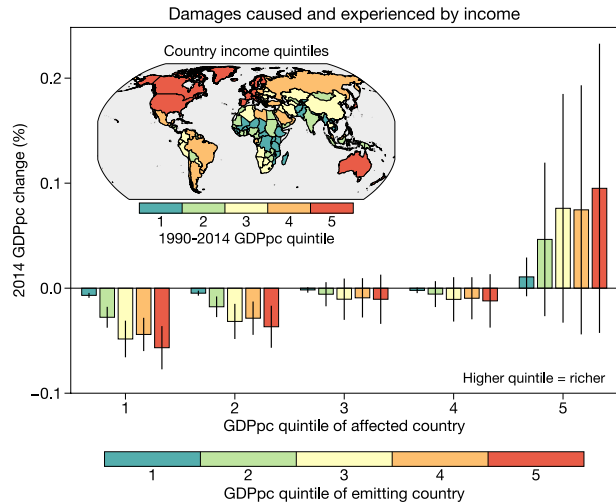 Damages caused and experienced by income
Country income quintiles
1 2 3 4 5
1990-2014 GDPpc quintile
2014 GDPpc change (%)
0.2
0.1
0.0
−0.1
Higher quintile = richer
1 2 3 4 5
GDPpc quintile of affected country
1 2 3 4 5
GDPpc quintile of emitting country